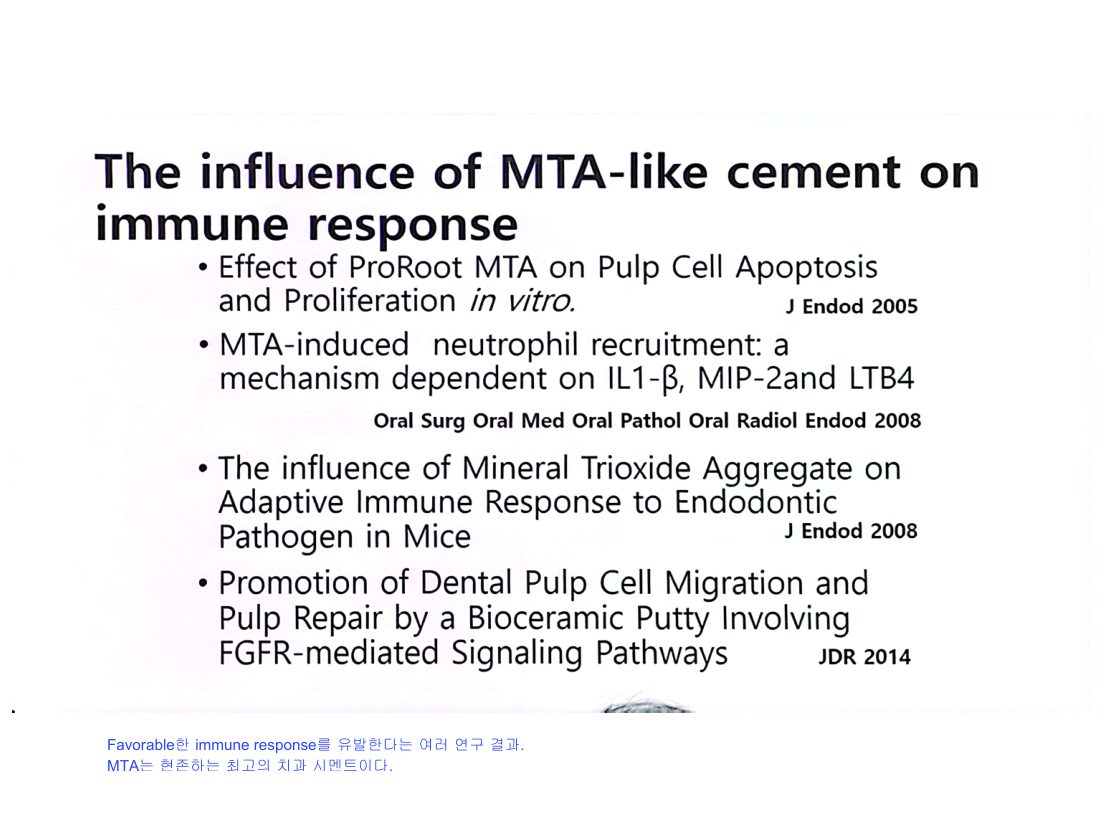 The influence of MTA-like cement on
immune response
• Effect of ProRoot MTA on Pulp Cell Apoptosis
and Proliferation in vitro.
J Endod 2005
• MTA-induced  neutrophil recruitment: a
mechanism dependent on IL1-β, MIP-2and LTB4
Oral Surg Oral Med Oral Pathol Oral Radiol Endod 2008
• The influence of Mineral Trioxide Aggregate on
Adaptive Immune Response to Endodontic
Pathogen in Mice
J Endod 2008
• Promotion of Dental Pulp Cell Migration and
Pulp Repair by a Bioceramic Putty Involving
FGFR-mediated Signaling Pathways
JDR 2014
.
Favorable한 immune response를 유발한다는 여러 연구 결과.
MTA는 현존하는 최고의 치과 시멘트이다.